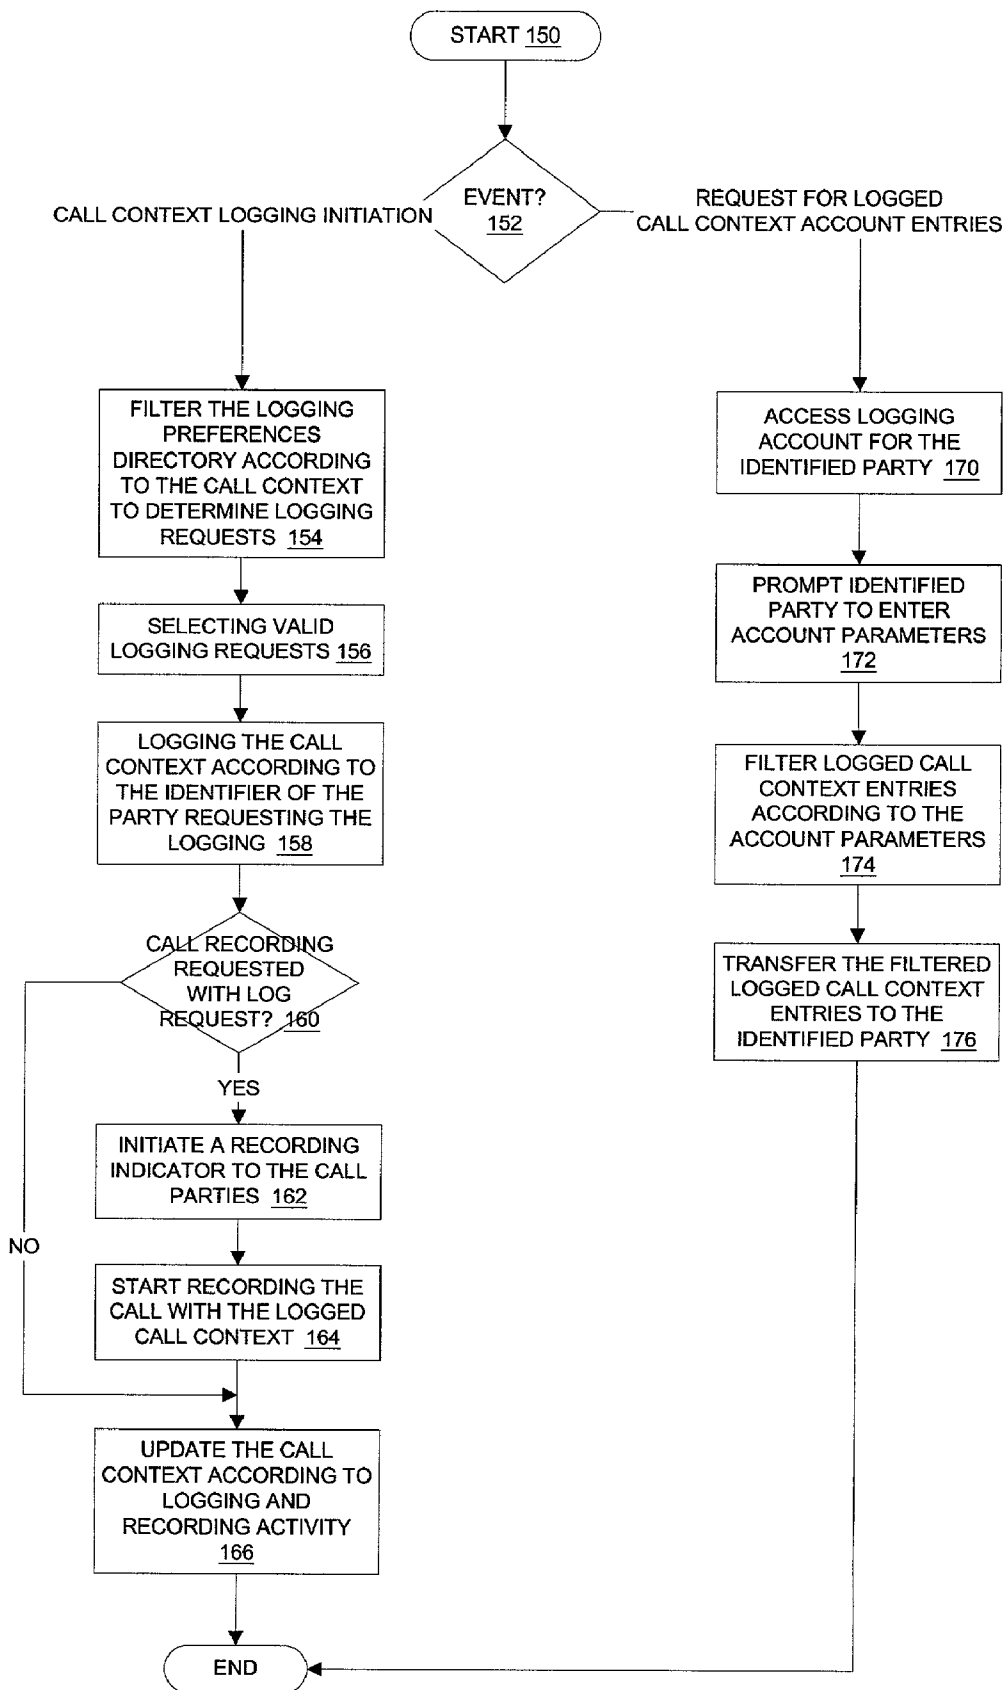 START 150
EVENT?
152
CALL CONTEXT LOGGING INITIATION
REQUEST FOR LOGGED
CALL CONTEXT ACCOUNT ENTRIES
FILTER THE LOGGING
PREFERENCES
DIRECTORY ACCORDING
TO THE CALL CONTEXT
TO DETERMINE LOGGING
REQUESTS 154
SELECTING VALID
LOGGING REQUESTS 156
LOGGING THE CALL
CONTEXT ACCORDING TO
THE IDENTIFIER OF THE
PARTY REQUESTING THE
LOGGING 158
CALL RECORDING
REQUESTED
WITH LOG
REQUEST? 160
YES
NO
INITIATE A RECORDING
INDICATOR TO THE CALL
PARTIES 162
START RECORDING THE
CALL WITH THE LOGGED
CALL CONTEXT 164
UPDATE THE CALL
CONTEXT ACCORDING TO
LOGGING AND
RECORDING ACTIVITY
166
END
ACCESS LOGGING
ACCOUNT FOR THE
IDENTIFIED PARTY 170
PROMPT IDENTIFIED
PARTY TO ENTER
ACCOUNT PARAMETERS
172
FILTER LOGGED CALL
CONTEXT ENTRIES
ACCORDING TO THE
ACCOUNT PARAMETERS
174
TRANSFER THE FILTERED
LOGGED CALL CONTEXT
ENTRIES TO THE
IDENTIFIED PARTY 176